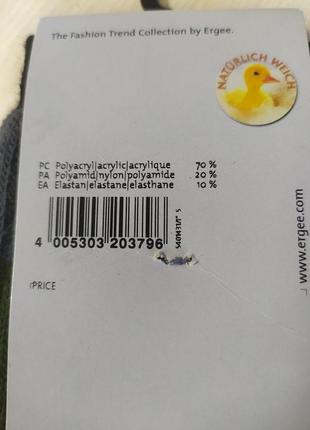 The Fashion Trend Collection by Ergee.
NATÜRLICH WEICH
PC Polyacryl/acrylic/acrylique 70 %
PA Polyamid/nylon/polyamide 20 %
EA Elastan/elastane/elasthane 10 %
4 005303 203796
PRICE
www.ergee.com